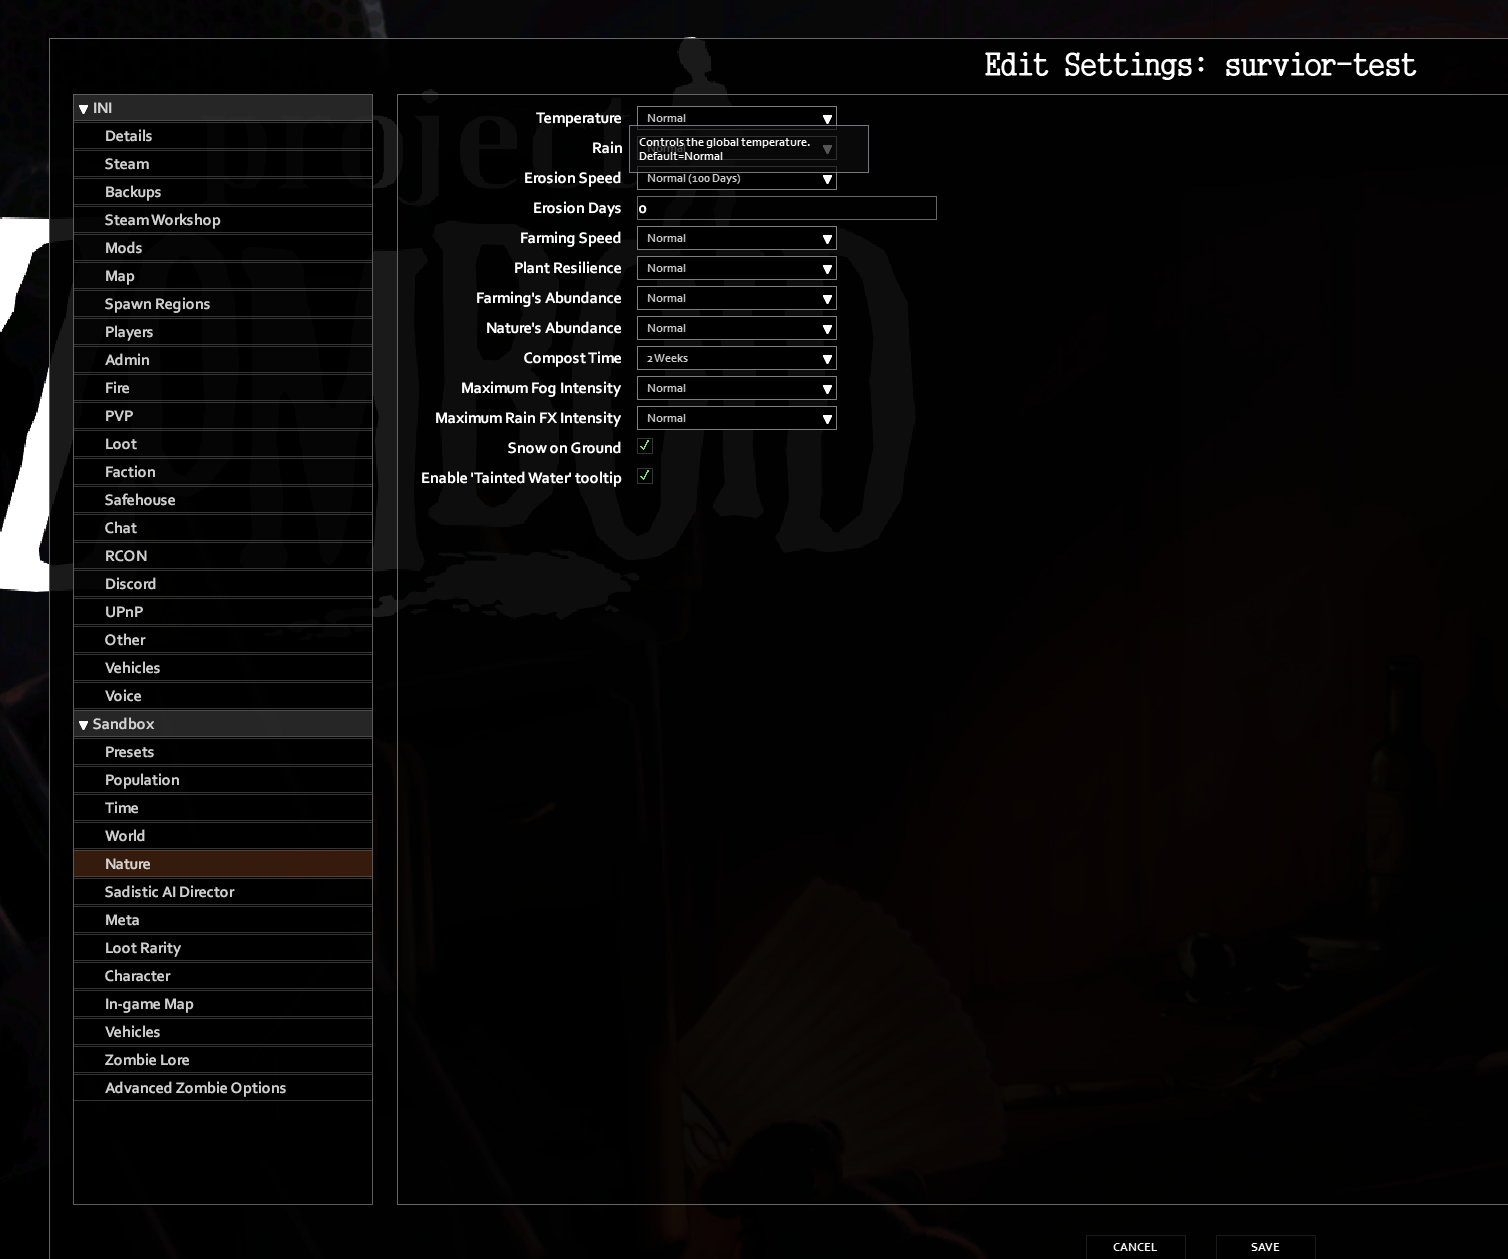 Edit Settings: survior-test
INI
Details
Steam
Backups
Steam Workshop
Mods
Map
Spawn Regions
Players
Admin
Fire
PVP
Loot
Faction
Safehouse
Chat
RCON
Discord
UPnP
Other
Vehicles
Voice
Sandbox
Presets
Population
Time
World
Nature
Sadistic AI Director
Meta
Loot Rarity
Character
In-game Map
Vehicles
Zombie Lore
Advanced Zombie Options
project
ZOMBOID
Temperature Normal
Rain Normal
Controls the global temperature.
Default=Normal
Erosion Speed Normal (100 Days)
Erosion Days 0
Farming Speed Normal
Plant Resilience Normal
Farming's Abundance Normal
Nature's Abundance Normal
Compost Time 2 Weeks
Maximum Fog Intensity Normal
Maximum Rain FX Intensity Normal
Snow on Ground
Enable 'Tainted Water' tooltip
CANCEL SAVE